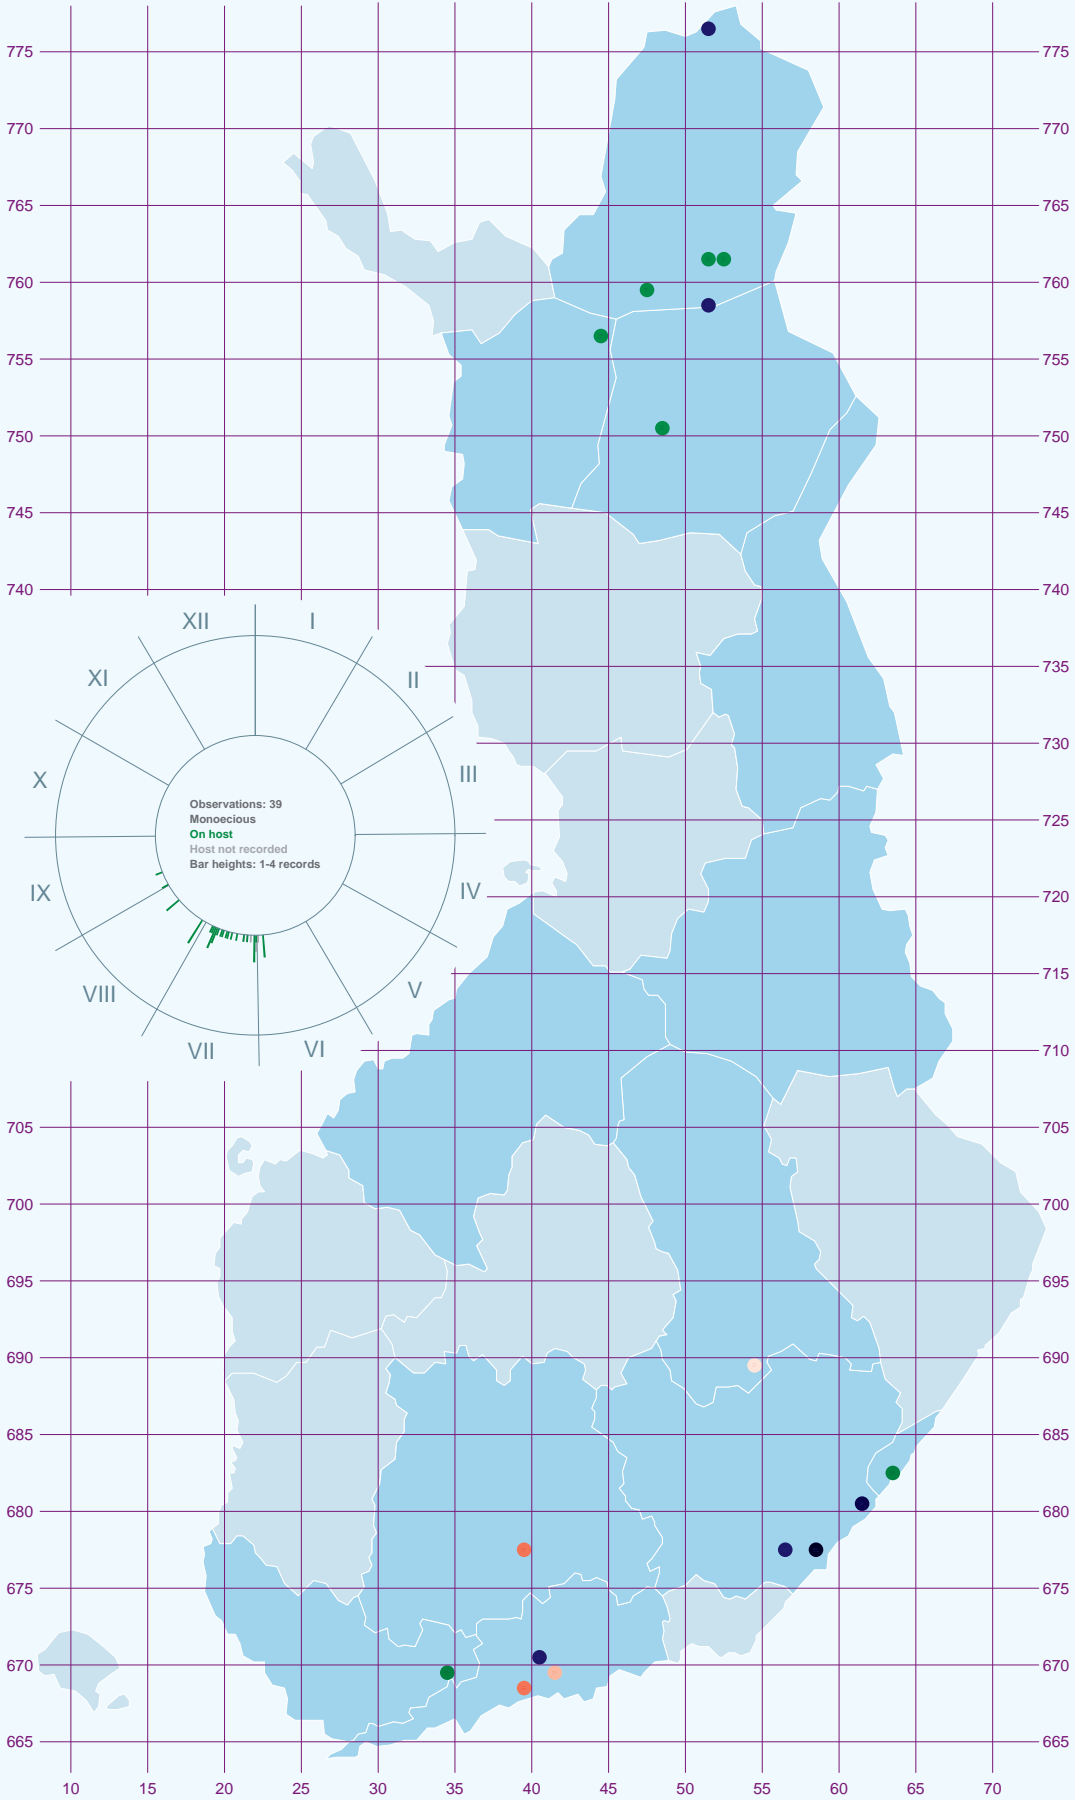 775 775
770 770
765 765
760 760
755 755
750 750
745 745
740 740
XII I
XI II
735
X III
730
Observations: 39
Monoecious
On host
Host not recorded
Bar heights: 1-4 records
725
IX IV
720
VIII V
715
VII VI
710
705 705
700 700
695 695
690 690
685 685
680 680
675 675
670 670
665 665
10 15 20 25 30 35 40 45 50 55 60 65 70